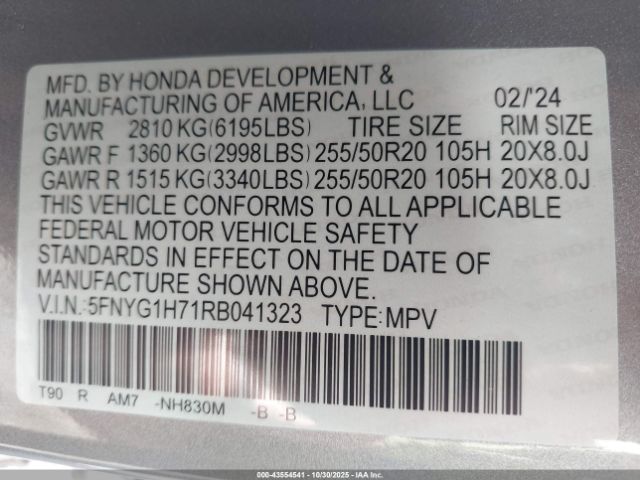 MFD. BY HONDA DEVELOPMENT &
MANUFACTURING OF AMERICA, LLC 02/'24
GVWR 2810 KG(6195LBS) TIRE SIZE RIM SIZE
GAWR F 1360 KG(2998LBS) 255/50R20 105H 20X8.0J
GAWR R 1515 KG(3340LBS) 255/50R20 105H 20X8.0J
THIS VEHICLE CONFORMS TO ALL APPLICABLE
FEDERAL MOTOR VEHICLE SAFETY
STANDARDS IN EFFECT ON THE DATE OF
MANUFACTURE SHOWN ABOVE.
V.I.N.:5FNYG1H71RB041323 TYPE:MPV
T90 R AM7 -NH830M -B -B
000-43554541 | 10/30/2025 | IAAI.CA